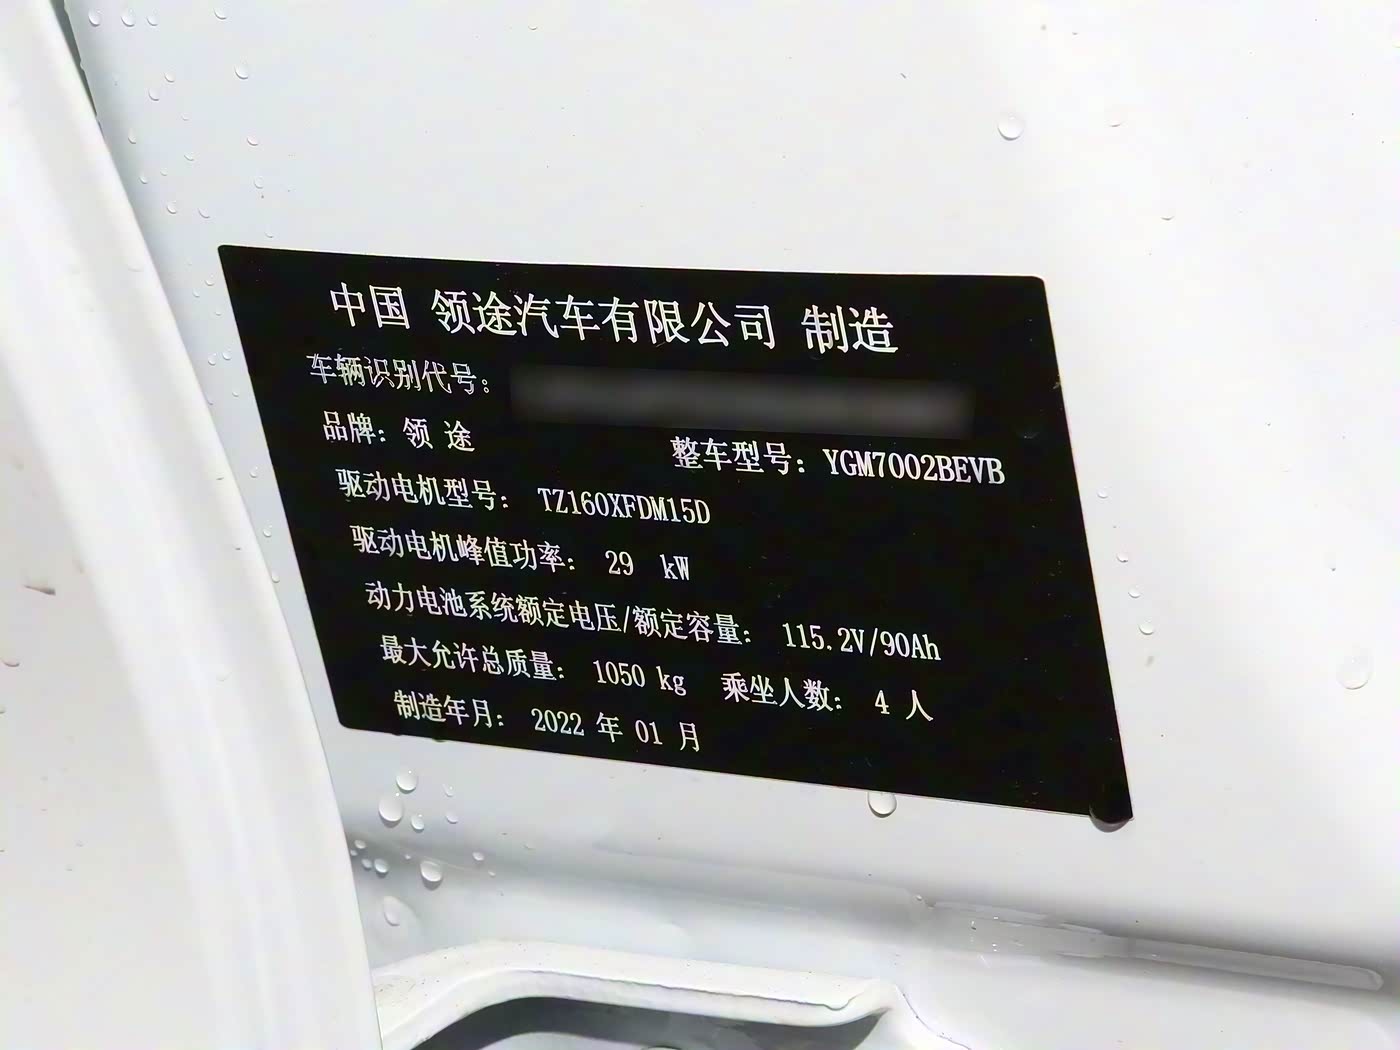 中国 领途汽车有限公司 制造
车辆识别代号：
品牌：领 途 整车型号：YGM7002BEVB
驱动电机型号：TZ160XFDM15D
驱动电机峰值功率：29 kW
动力电池系统额定电压/额定容量：115.2V/90Ah
最大允许总质量：1050 kg 乘坐人数：4 人
制造年月：2022 年 01 月